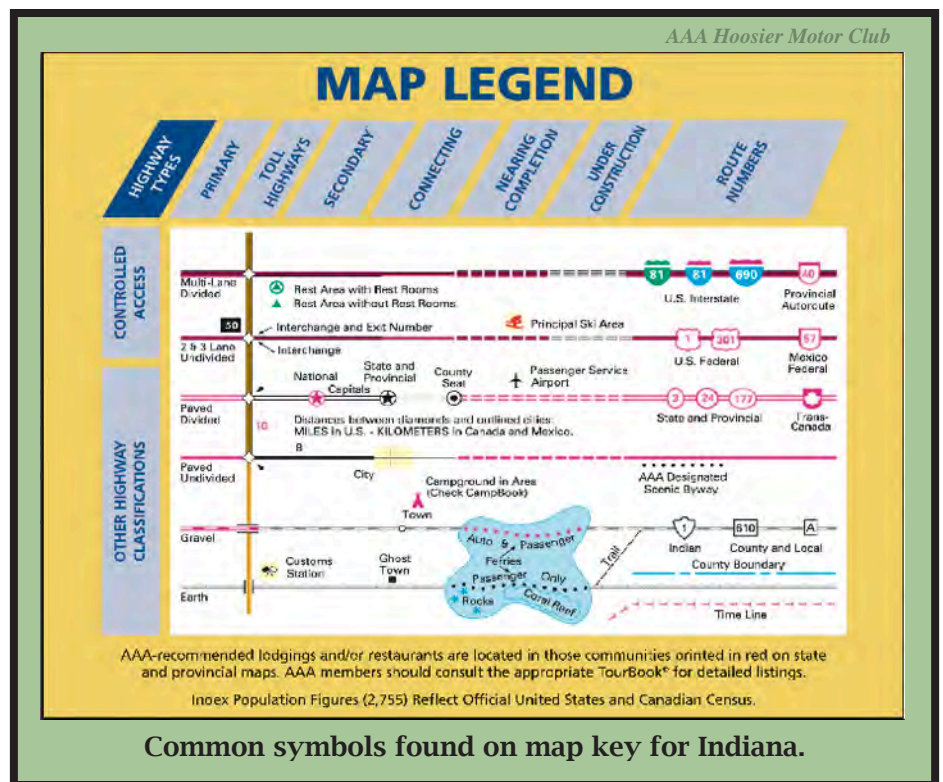 AAA Hoosier Motor Club
MAP LEGEND
HIGHWAY
TYPES
PRIMARY
TOLL
HIGHWAYS
SECONDARY
CONNECTING
NEARING
COMPLETION
UNDER
CONSTRUCTION
ROUTE
NUMBERS
CONTROLLED
ACCESS
Multi-Lane
Divided
Rest Area with Rest Rooms
Rest Area without Rest Rooms
81 81 690 40
U.S. Interstate
Provincial
Autoroute
50
Interchange and Exit Number
Principal Ski Area
2 & 3 Lane
Undivided
Interchange
1 301 57
U.S. Federal
Mexico
Federal
OTHER HIGHWAY
CLASSIFICATIONS
National
State and
Provincial
Capitals
County
Seat
Passenger Service
Airport
Paved
Divided
3 24 177
State and Provincial
Trans-
Canada
10
Distances between diamonds and outlined cities.
MILES in U.S. - KILOMETERS in Canada and Mexico.
8
Paved
Undivided
City
AAA Designated
Scenic Byway
Campground in Area
(Check CampBook)
Town
Gravel
Auto & Passenger
Ferries
Passenger Only
Rocks
Coral Reef
Trail
1 610 A
Indian
County and Local
County Boundary
Customs
Station
Ghost
Town
Earth
Time Line
AAA-recommended lodgings and/or restaurants are located in those communities printed in red on state
and provincial maps. AAA members should consult the appropriate TourBook® for detailed listings.
Index Population Figures (2,755) Reflect Official United States and Canadian Census.
Common symbols found on map key for Indiana.